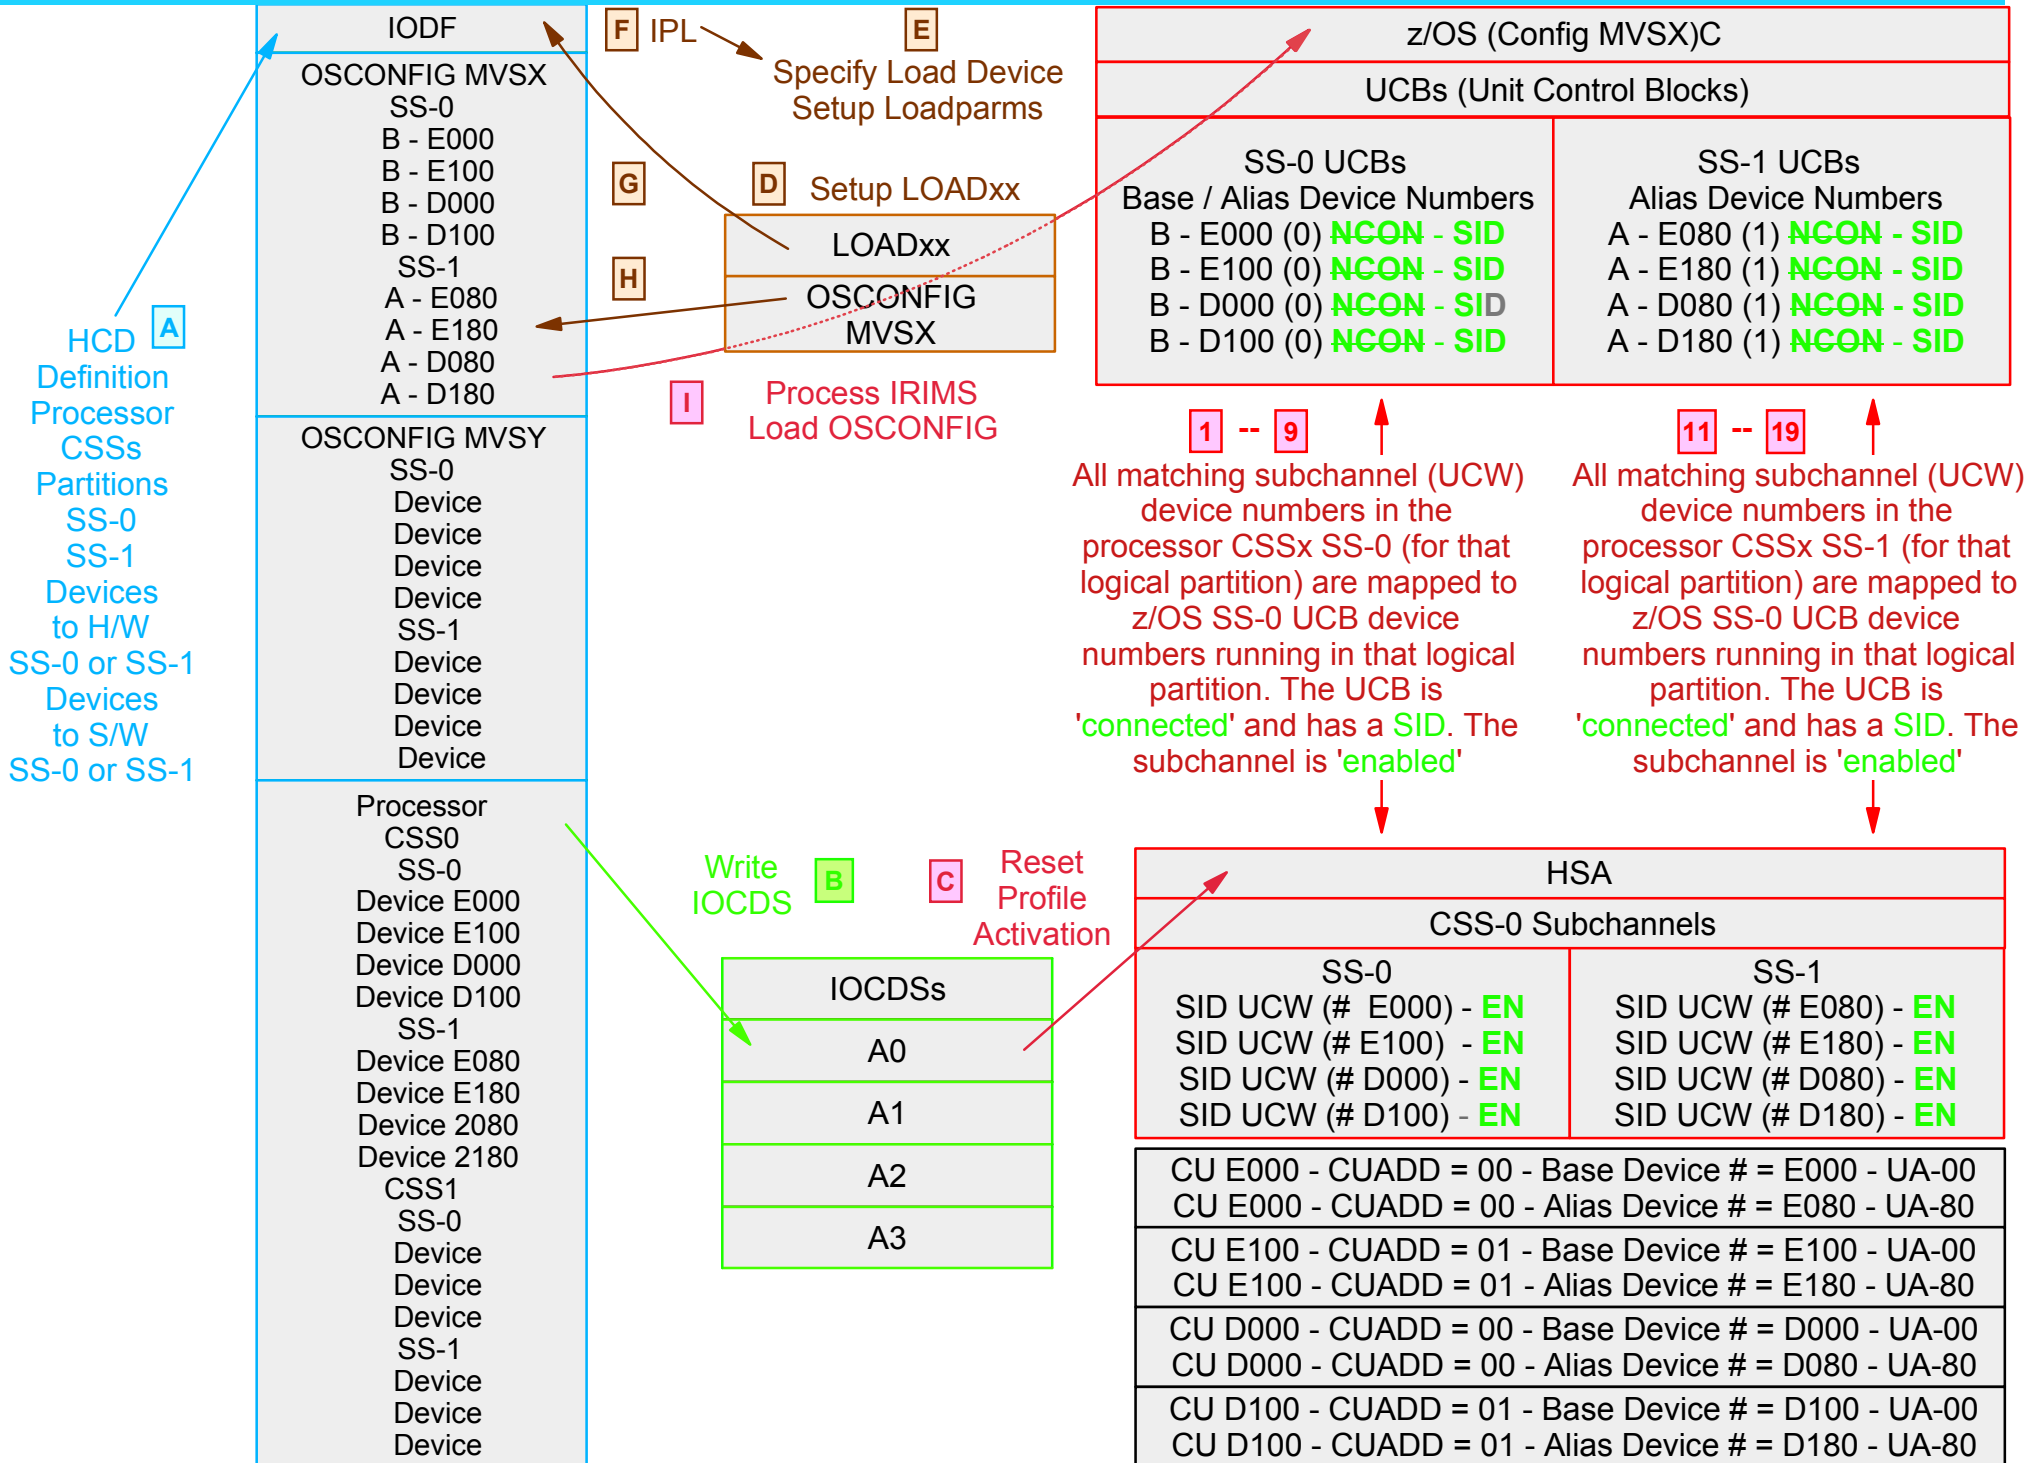 IODF
OSCONFIG MVSX
SS-0
B - E000
B - E100
B - D000
B - D100
SS-1
A - E080
A - E180
A - D080
A - D180
OSCONFIG MVSY
SS-0
Device
Device
Device
Device
SS-1
Device
Device
Device
Device
Processor
CSS0
SS-0
Device E000
Device E100
Device D000
Device D100
SS-1
Device E080
Device E180
Device 2080
Device 2180
CSS1
SS-0
Device
Device
Device
SS-1
Device
Device
Device
HCD A
Definition
Processor
CSSs
Partitions
SS-0
SS-1
Devices
to H/W
SS-0 or SS-1
Devices
to S/W
SS-0 or SS-1
F IPL
E
Specify Load Device
Setup Loadparms
G
D Setup LOADxx
LOADxx
H
OSCONFIG
MVSX
I Process IRIMS
Load OSCONFIG
Write
IOCDS
B
C
Reset
Profile
Activation
IOCDSs
A0
A1
A2
A3
z/OS (Config MVSX)C
UCBs (Unit Control Blocks)
SS-0 UCBs
Base / Alias Device Numbers
B - E000 (0) NCON - SID
B - E100 (0) NCON - SID
B - D000 (0) NCON - SID
B - D100 (0) NCON - SID
SS-1 UCBs
Alias Device Numbers
A - E080 (1) NCON - SID
A - E180 (1) NCON - SID
A - D080 (1) NCON - SID
A - D180 (1) NCON - SID
1 -- 9
All matching subchannel (UCW)
device numbers in the
processor CSSx SS-0 (for that
logical partition) are mapped to
z/OS SS-0 UCB device
numbers running in that logical
partition. The UCB is
'connected' and has a SID. The
subchannel is 'enabled'
11 -- 19
All matching subchannel (UCW)
device numbers in the
processor CSSx SS-1 (for that
logical partition) are mapped to
z/OS SS-0 UCB device
numbers running in that logical
partition. The UCB is
'connected' and has a SID. The
subchannel is 'enabled'
HSA
CSS-0 Subchannels
SS-0
SID UCW (# E000) - EN
SID UCW (# E100) - EN
SID UCW (# D000) - EN
SID UCW (# D100) - EN
SS-1
SID UCW (# E080) - EN
SID UCW (# E180) - EN
SID UCW (# D080) - EN
SID UCW (# D180) - EN
CU E000 - CUADD = 00 - Base Device # = E000 - UA-00
CU E000 - CUADD = 00 - Alias Device # = E080 - UA-80
CU E100 - CUADD = 01 - Base Device # = E100 - UA-00
CU E100 - CUADD = 01 - Alias Device # = E180 - UA-80
CU D000 - CUADD = 00 - Base Device # = D000 - UA-00
CU D000 - CUADD = 00 - Alias Device # = D080 - UA-80
CU D100 - CUADD = 01 - Base Device # = D100 - UA-00
CU D100 - CUADD = 01 - Alias Device # = D180 - UA-80